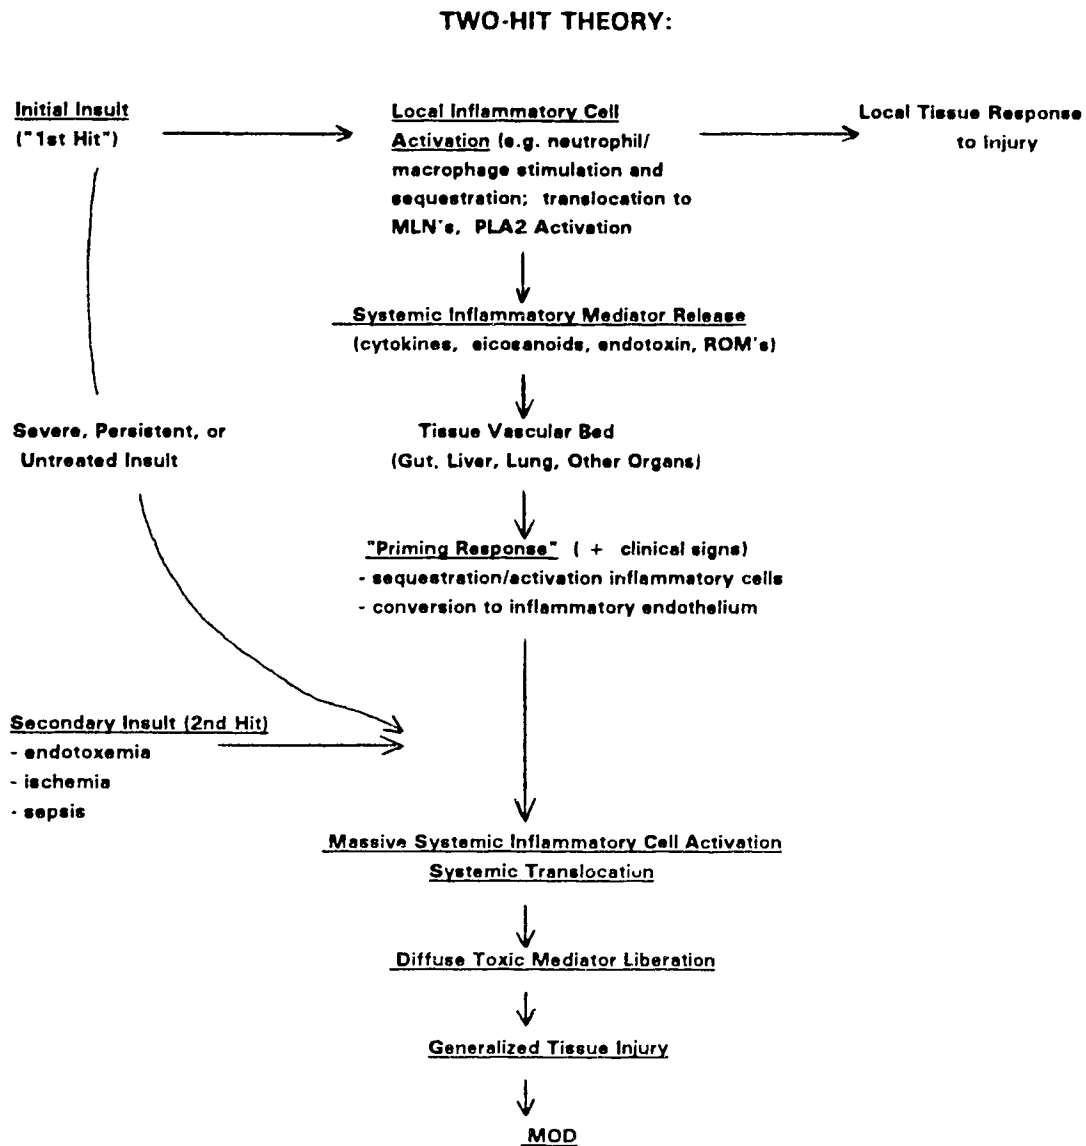 TWO-HIT THEORY:
Initial Insult
("1st Hit")
Local Inflammatory Cell
Activation (e.g. neutrophil/
macrophage stimulation and
sequestration; translocation to
MLN's, PLA2 Activation
Local Tissue Response
to Injury
Systemic Inflammatory Mediator Release
(cytokines, eicosanoids, endotoxin, ROM's)
Severe, Persistent, or
Untreated Insult
Tissue Vascular Bed
(Gut, Liver, Lung, Other Organs)
"Priming Response" ( + clinical signs)
- sequestration/activation inflammatory cells
- conversion to inflammatory endothelium
Secondary Insult (2nd Hit)
- endotoxemia
- ischemia
- sepsis
Massive Systemic Inflammatory Cell Activation
Systemic Translocation
Diffuse Toxic Mediator Liberation
Generalized Tissue Injury
MOD